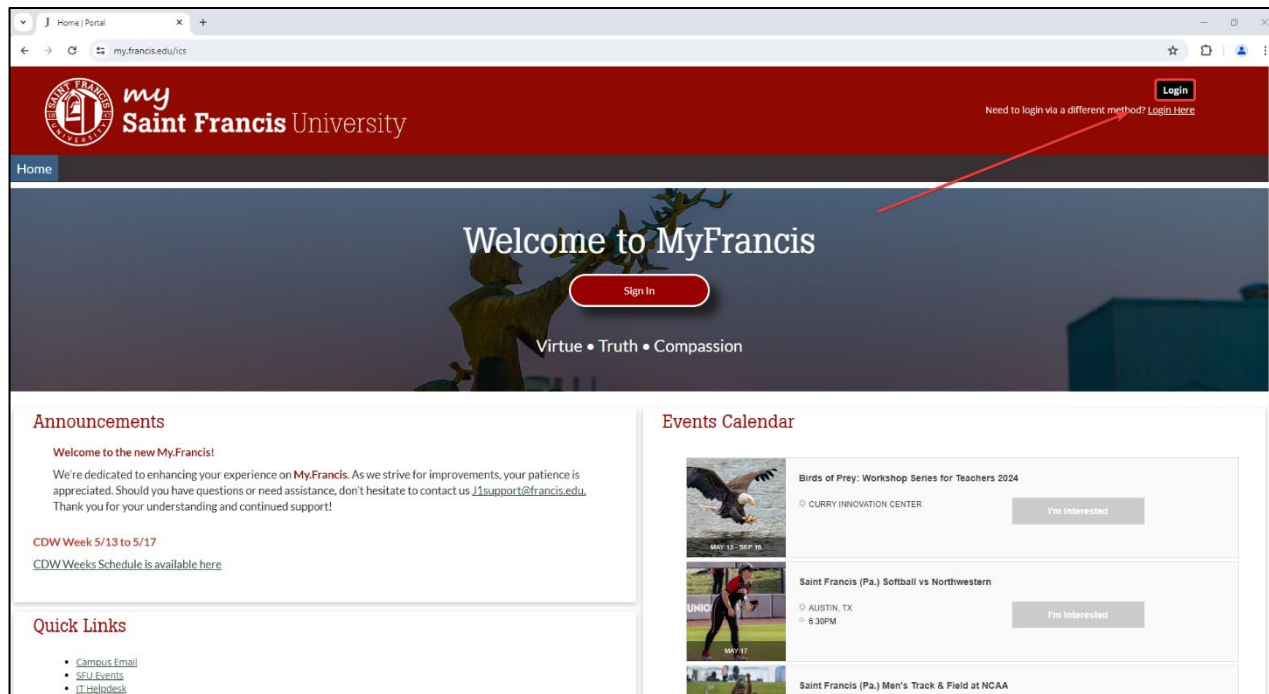 J Home | Portal
my.francis.edu/ics
SAINT FRANCIS UNIVERSITY
my
Saint Francis University
Login
Need to login via a different method? Login Here
Home
Welcome to MyFrancis
Sign In
Virtue • Truth • Compassion
Announcements
Welcome to the new My.Francis!
We're dedicated to enhancing your experience on My.Francis. As we strive for improvements, your patience is
appreciated. Should you have questions or need assistance, don't hesitate to contact us J1support@francis.edu.
Thank you for your understanding and continued support!
CDW Week 5/13 to 5/17
CDW Weeks Schedule is available here
Quick Links
• Campus Email
• SFU Events
• IT Helpdesk
Events Calendar
MAY 13 - SEP 16
Birds of Prey: Workshop Series for Teachers 2024
CURRY INNOVATION CENTER
I'm interested
UNIO
MAY 17
Saint Francis (Pa.) Softball vs Northwestern
AUSTIN, TX
6:30PM
I'm interested
Saint Francis (Pa.) Men's Track & Field at NCAA